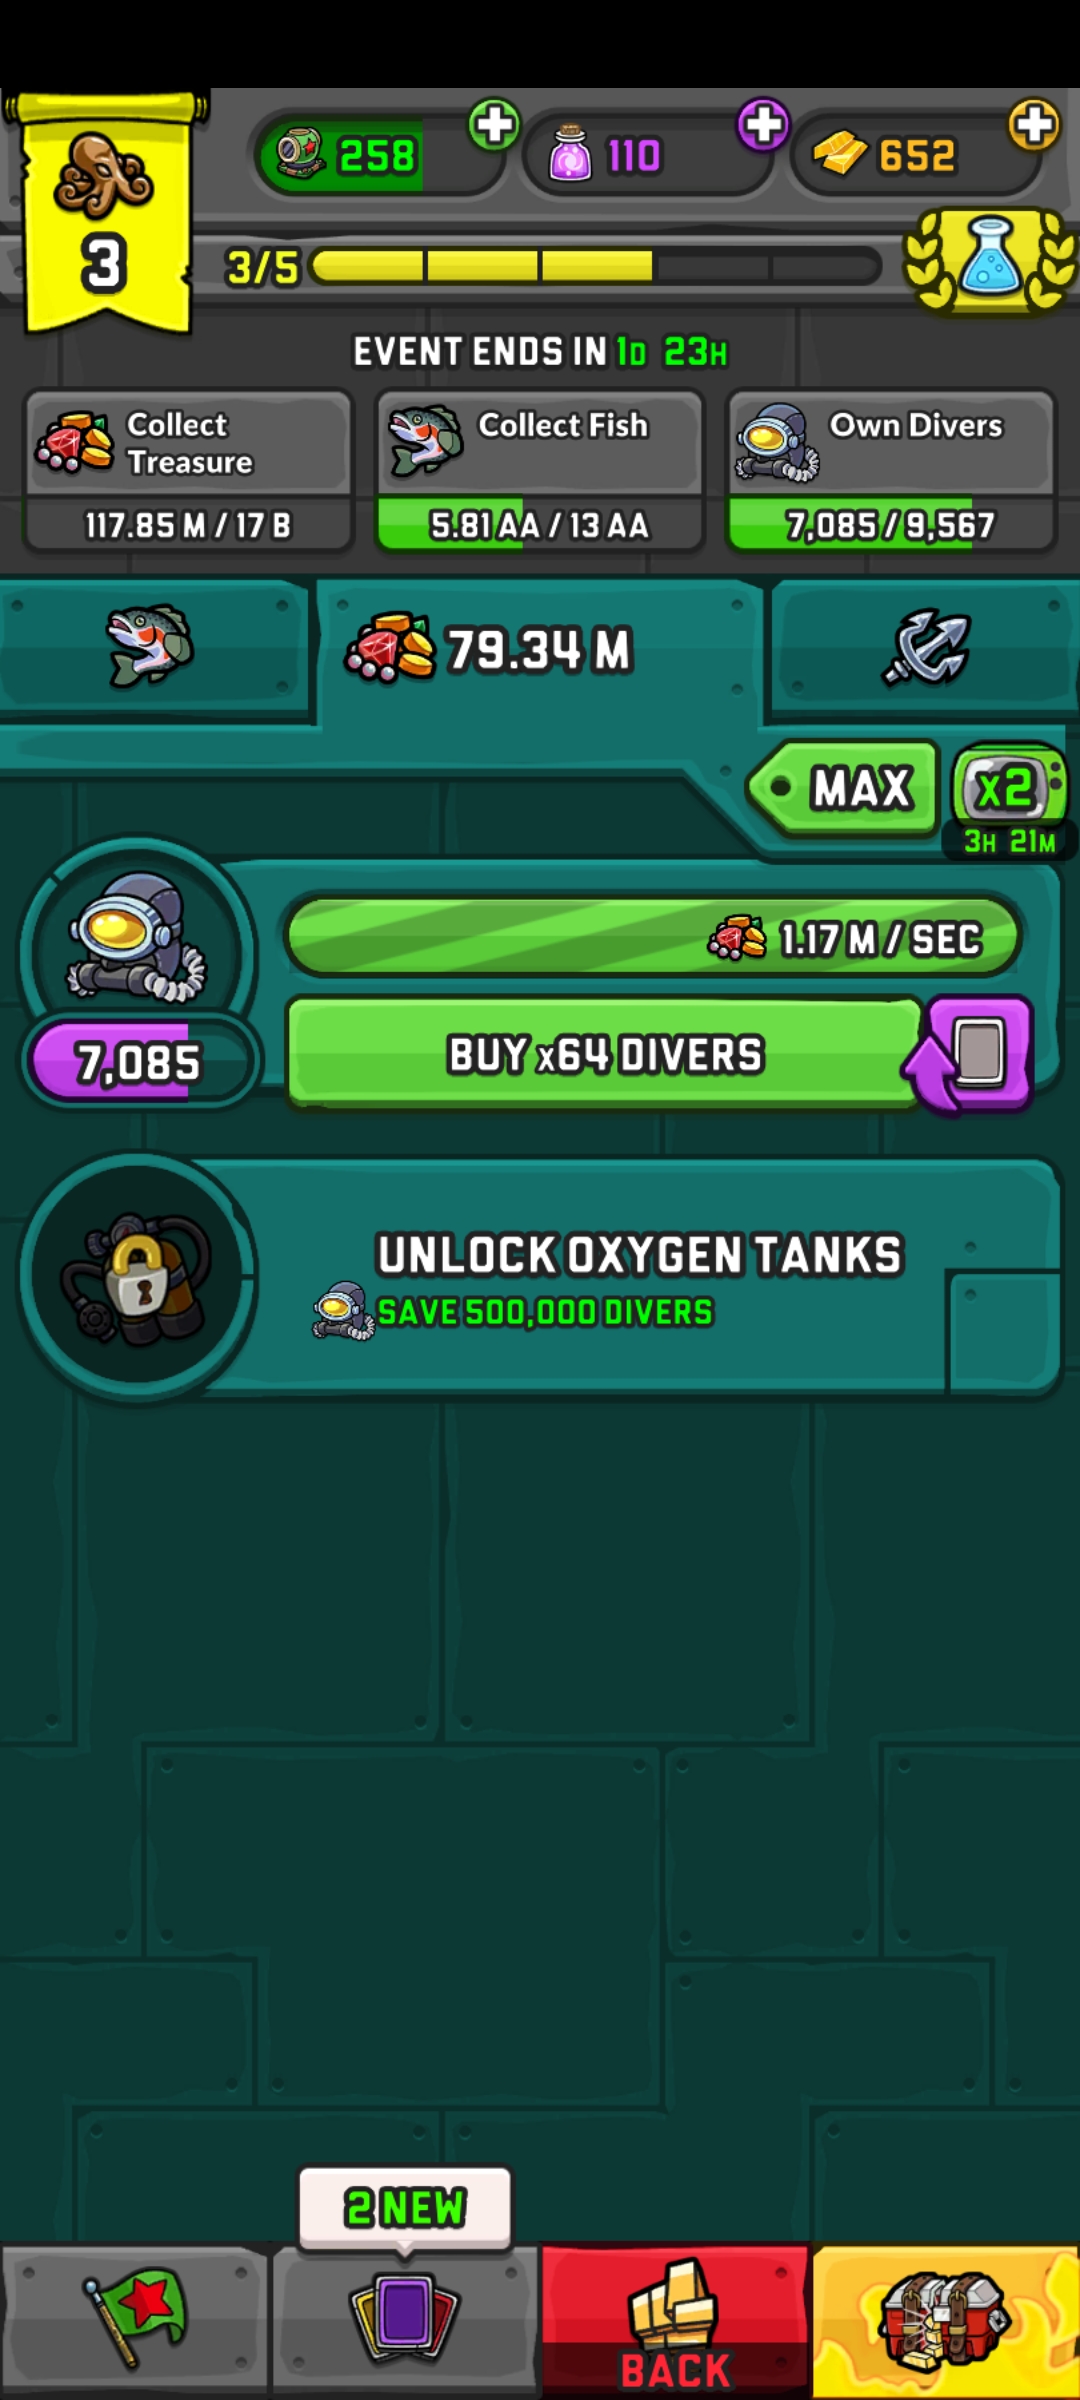 258
110
652
3
3/5
EVENT ENDS IN 1D 23H
Collect Treasure
117.85 M / 17 B
Collect Fish
5.81 AA / 13 AA
Own Divers
7,085 / 9,567
79.34 M
MAX
x2
3H 21M
1.17 M / SEC
7,085
BUY x64 DIVERS
UNLOCK OXYGEN TANKS
SAVE 500,000 DIVERS
2 NEW
BACK